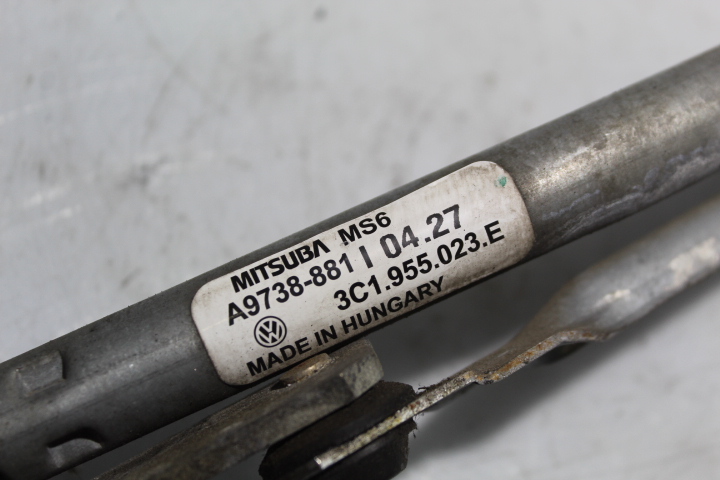 MITSUBA MS6
A9738-881 I 04.27
3C1.955.023.E
MADE IN HUNGARY